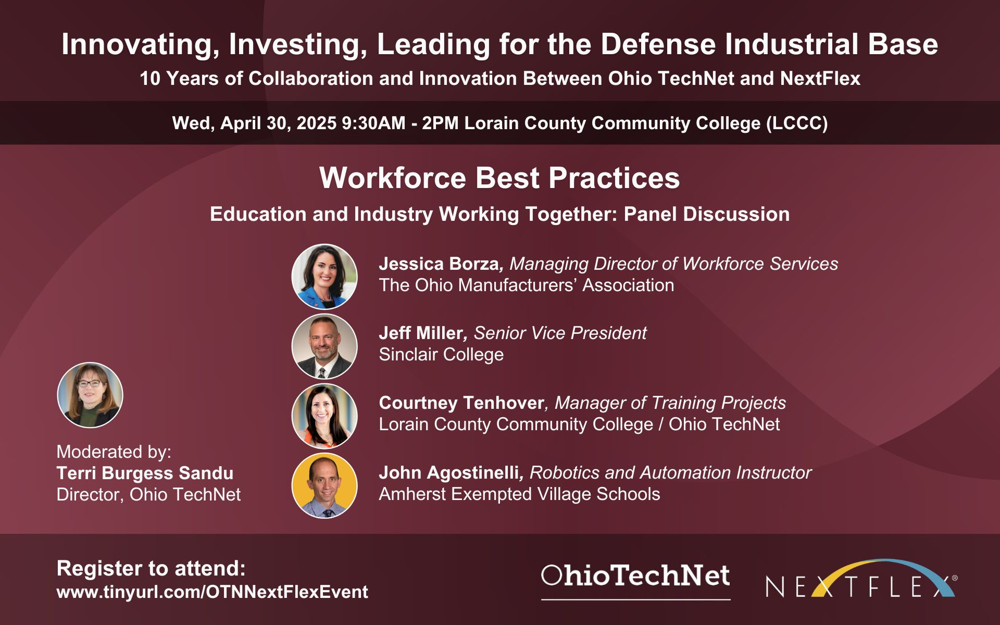 Innovating, Investing, Leading for the Defense Industrial Base
10 Years of Collaboration and Innovation Between Ohio TechNet and NextFlex
Wed, April 30, 2025 9:30AM - 2PM Lorain County Community College (LCCC)
Workforce Best Practices
Education and Industry Working Together: Panel Discussion
Jessica Borza, Managing Director of Workforce Services
The Ohio Manufacturers’ Association
Jeff Miller, Senior Vice President
Sinclair College
Courtney Tenhover, Manager of Training Projects
Lorain County Community College / Ohio TechNet
John Agostinelli, Robotics and Automation Instructor
Amherst Exempted Village Schools
Moderated by:
Terri Burgess Sandu
Director, Ohio TechNet
Register to attend:
www.tinyurl.com/OTNNextFlexEvent
OhioTechNet
NEXTFLEX®